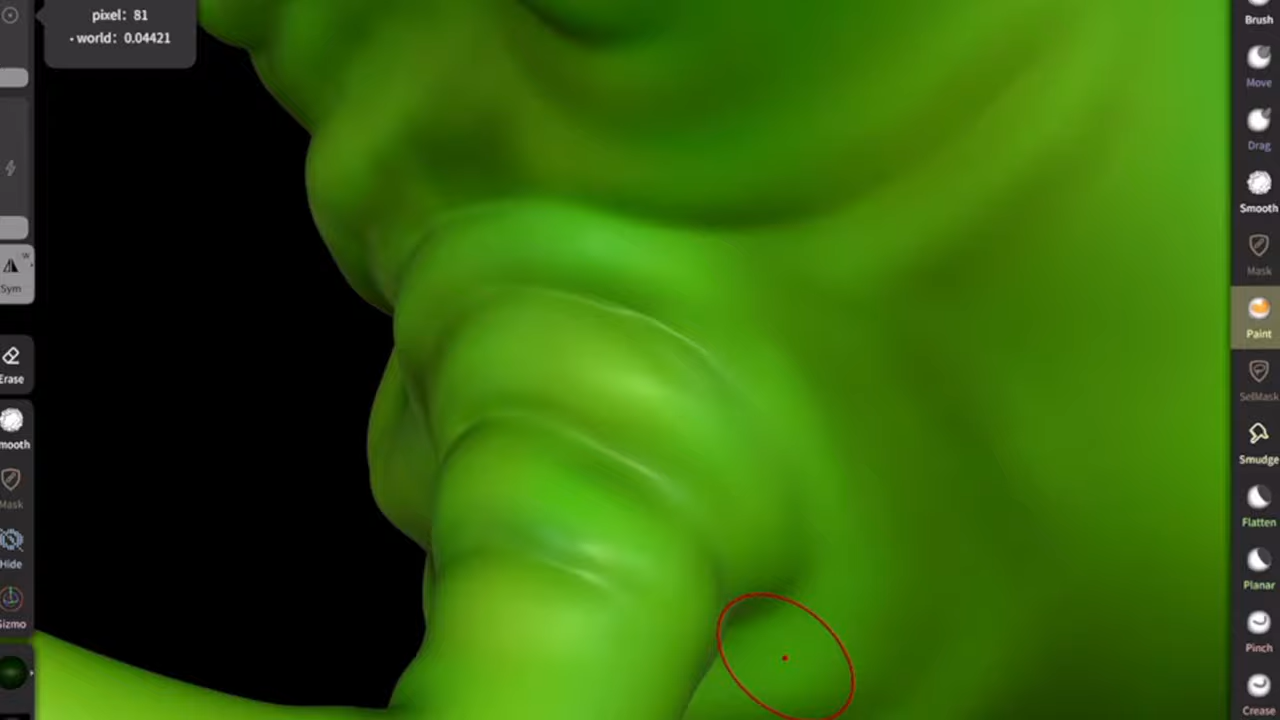 pixel: 81
• world: 0.04421
W
Sym
Erase
mooth
Mask
Hide
Gizmo
Brush
Move
Drag
Smooth
Mask
Paint
SelMask
Smudge
Flatten
Planar
Pinch
Crease